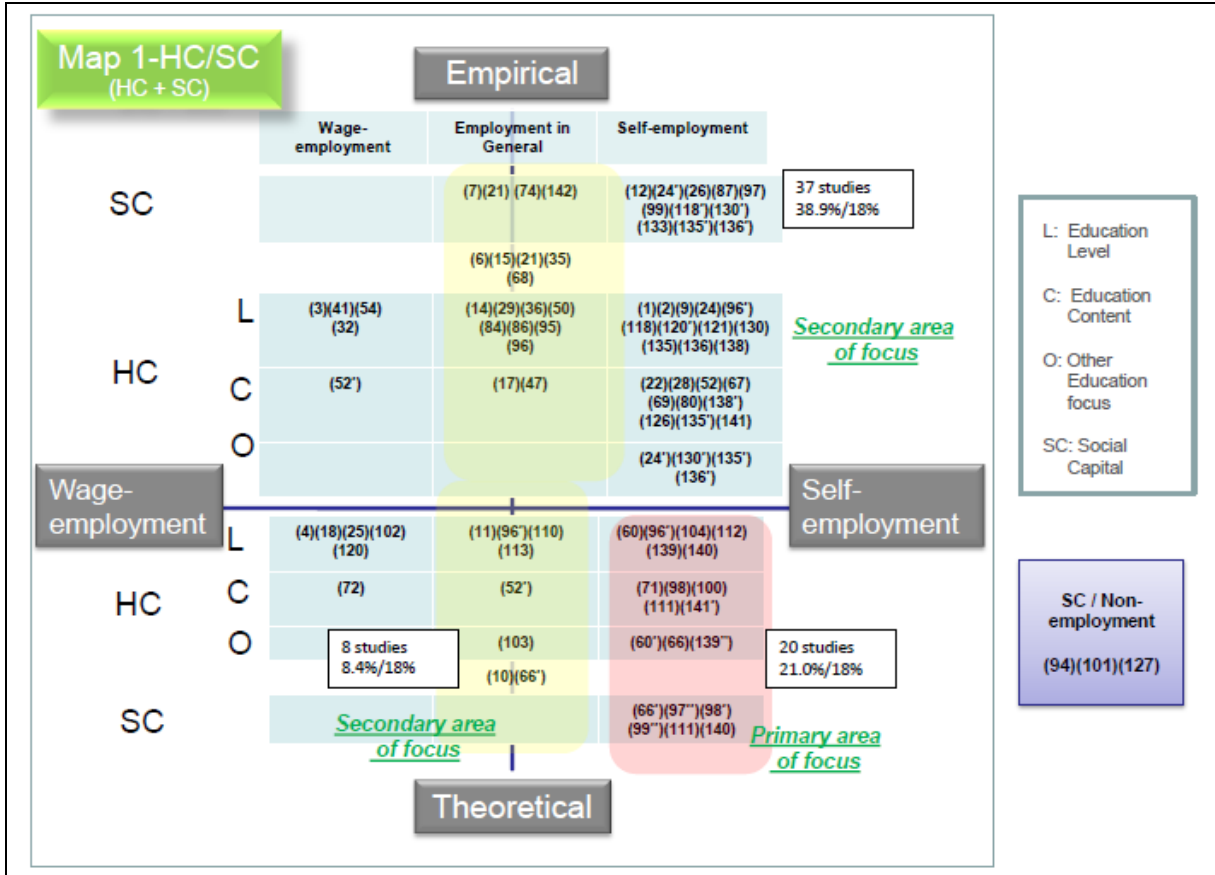 Map 1-HC/SC
(HC + SC)
Empirical
Wage-
employment
Employment in
General
Self-employment
SC
(7)(21) (74)(142)
(12)(24')(26)(87)(97)
(99)(118')(130')
(133)(135')(136')
37 studies
38.9%/18%
(6)(15)(21)(35)
(68)
HC
L
(3)(41)(54)
(32)
(14)(29)(36)(50)
(84)(86)(95)
(96)
(1)(2)(9)(24)(96')
(118)(120')(121)(130)
(135)(136)(138)
Secondary area
of focus
C
(52')
(17)(47)
(22)(28)(52)(67)
(69)(80)(138')
(126)(135')(141)
O
(24')(130')(135')
(136')
Wage-
employment
Self-
employment
HC
L
(4)(18)(25)(102)
(120)
(11)(96')(110)
(113)
(60)(96')(104)(112)
(139)(140)
C
(72)
(52')
(71)(98)(100)
(111)(141')
O
8 studies
8.4%/18%
(103)
(60')(66)(139'')
20 studies
21.0%/18%
(10)(66')
SC
Secondary area
of focus
(66')(97'')(98')
(99'')(111)(140)
Primary area
of focus
Theoretical
L: Education
Level
C: Education
Content
O: Other
Education
focus
SC: Social
Capital
SC / Non-
employment
(94)(101)(127)